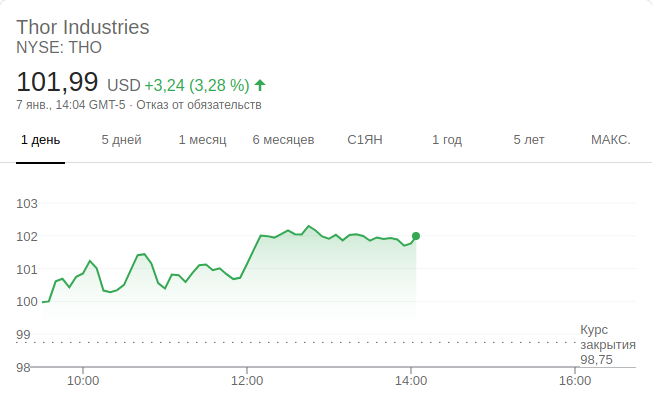 Thor Industries
NYSE: THO
101,99 USD +3,24 (3,28 %)
7 янв., 14:04 GMT-5 · Отказ от обязательств
1 день 5 дней 1 месяц 6 месяцев С1ЯН 1 год 5 лет МАКС.
103
102
101
100
99
98
Курс
закрытия
98,75
10:00 12:00 14:00 16:00